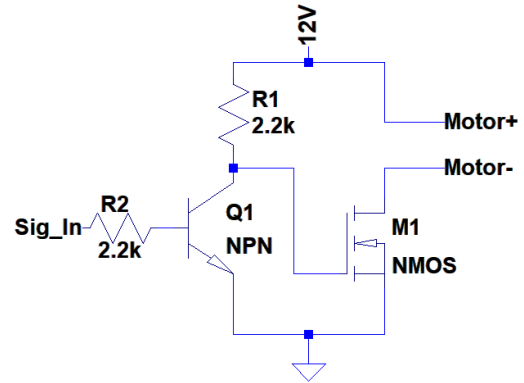 12V
R1
2.2k
Motor+
Motor-
R2
Q1
M1
Sig_In
2.2k
NPN
NMOS